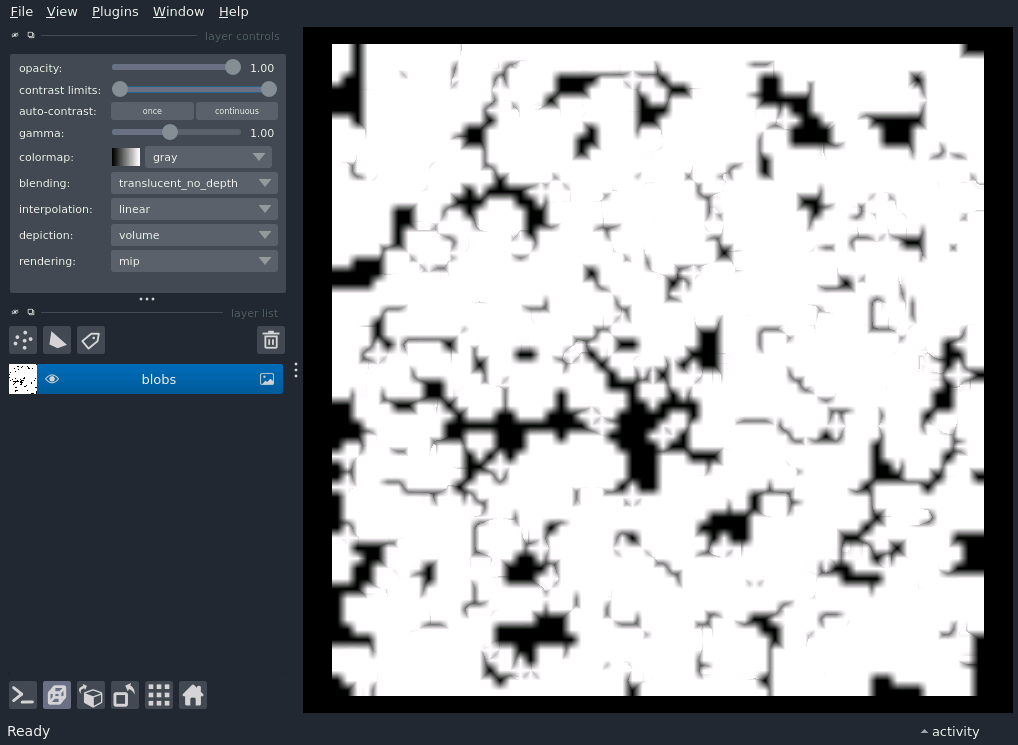 File View Plugins Window Help
layer controls
opacity: 1.00
contrast limits:
auto-contrast: once continuous
gamma: 1.00
colormap: gray
blending: translucent_no_depth
interpolation: linear
depiction: volume
rendering: mip
layer list
blobs
Ready activity